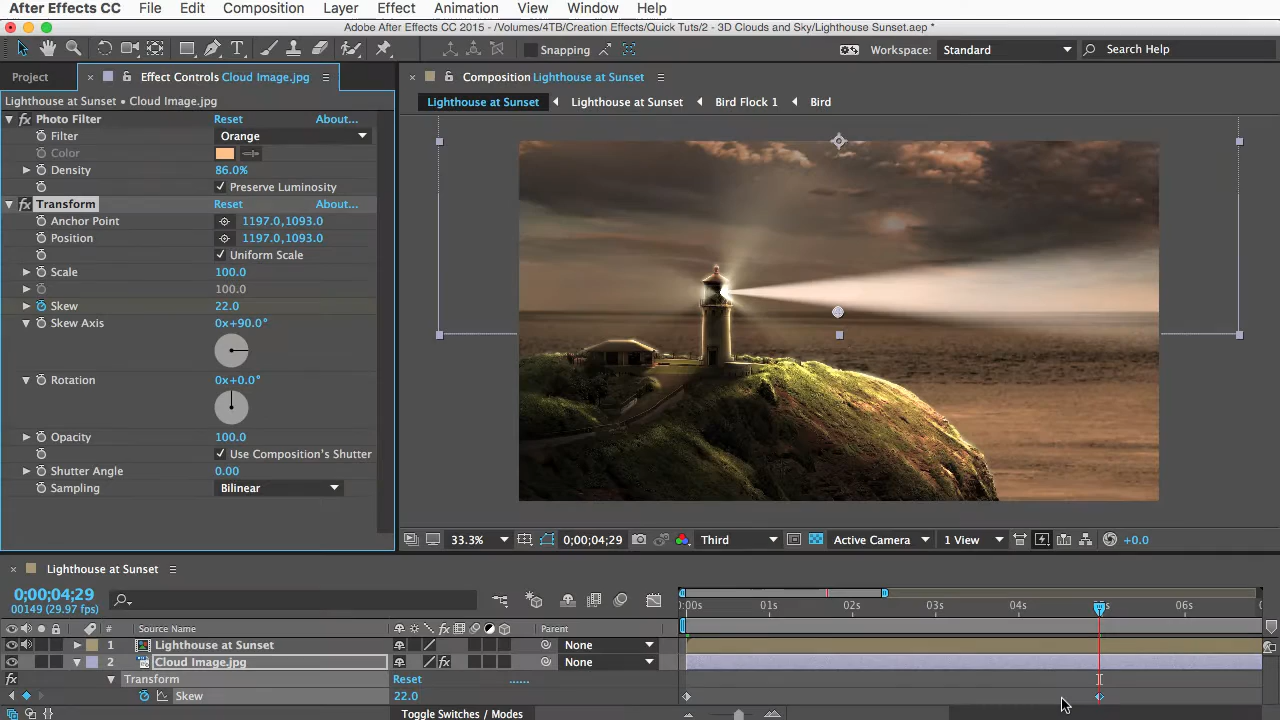 After Effects CC File Edit Composition Layer Effect Animation View Window Help
Adobe After Effects CC 2015 - /Volumes/4TB/Creation Effects/Quick Tuts/2 - 3D Clouds and Sky/Lighthouse Sunset.aep *
Snapping Workspace: Standard Search Help
Project Effect Controls Cloud Image.jpg Composition Lighthouse at Sunset
Lighthouse at Sunset • Cloud Image.jpg
Lighthouse at Sunset Lighthouse at Sunset Bird Flock 1 Bird
fx Photo Filter Reset About...
Filter Orange
Color
Density 86.0%
Preserve Luminosity
fx Transform Reset About...
Anchor Point 1197.0,1093.0
Position 1197.0,1093.0
Uniform Scale
Scale 100.0
100.0
Skew 22.0
Skew Axis 0x+90.0°
Rotation 0x+0.0°
Opacity 100.0
Use Composition's Shutter
Shutter Angle 0.00
Sampling Bilinear
33.3% 0;00;04;29 Third Active Camera 1 View +0.0
Lighthouse at Sunset
0;00;04;29
00149 (29.97 fps)
:00s 01s 02s 03s 04s 05s 06s
# Source Name fx Parent
1 Lighthouse at Sunset None
2 Cloud Image.jpg fx None
fx Transform Reset ......
Skew 22.0
Toggle Switches / Modes